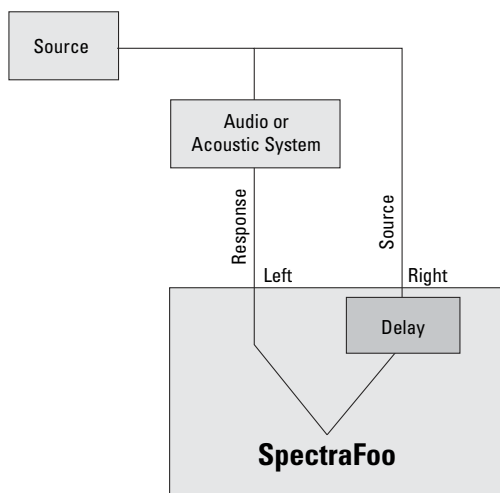 Source
Audio or
Acoustic System
Response
Source
Left
Right
Delay
SpectraFoo